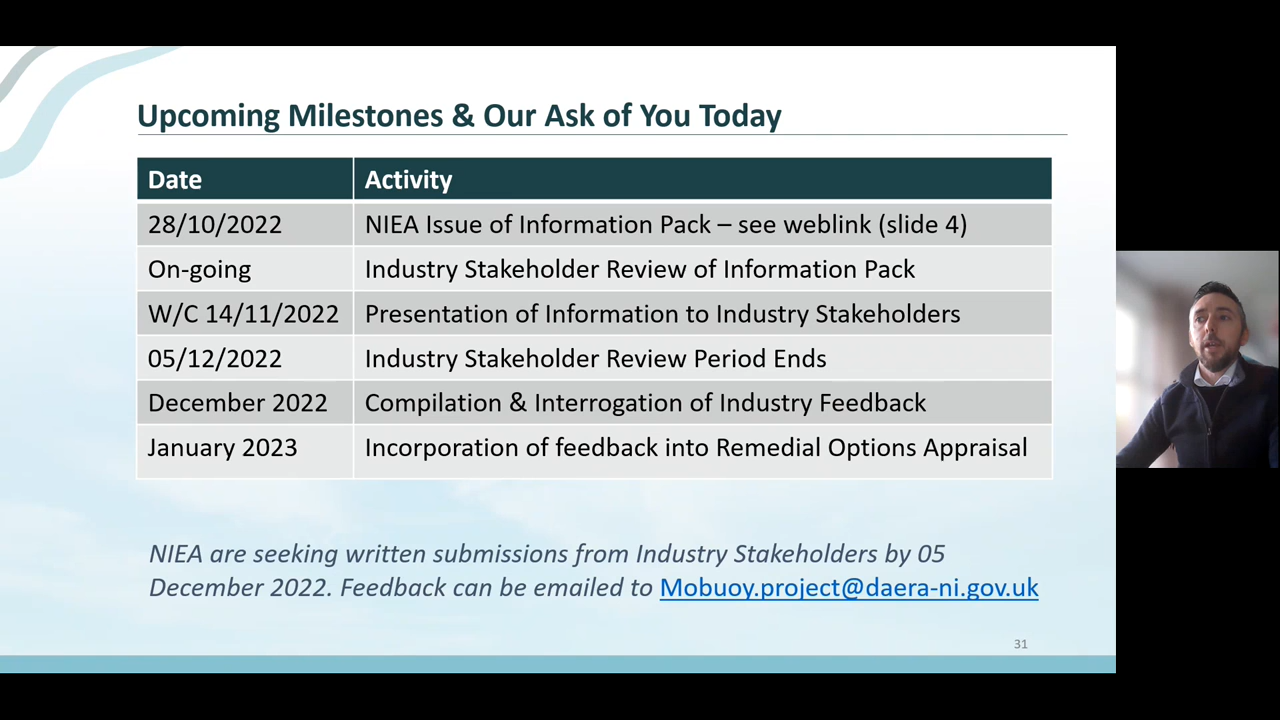 Upcoming Milestones & Our Ask of You Today
Date Activity
28/10/2022 NIEA Issue of Information Pack – see weblink (slide 4)
On-going Industry Stakeholder Review of Information Pack
W/C 14/11/2022 Presentation of Information to Industry Stakeholders
05/12/2022 Industry Stakeholder Review Period Ends
December 2022 Compilation & Interrogation of Industry Feedback
January 2023 Incorporation of feedback into Remedial Options Appraisal
NIEA are seeking written submissions from Industry Stakeholders by 05
December 2022. Feedback can be emailed to Mobuoy.project@daera-ni.gov.uk
31